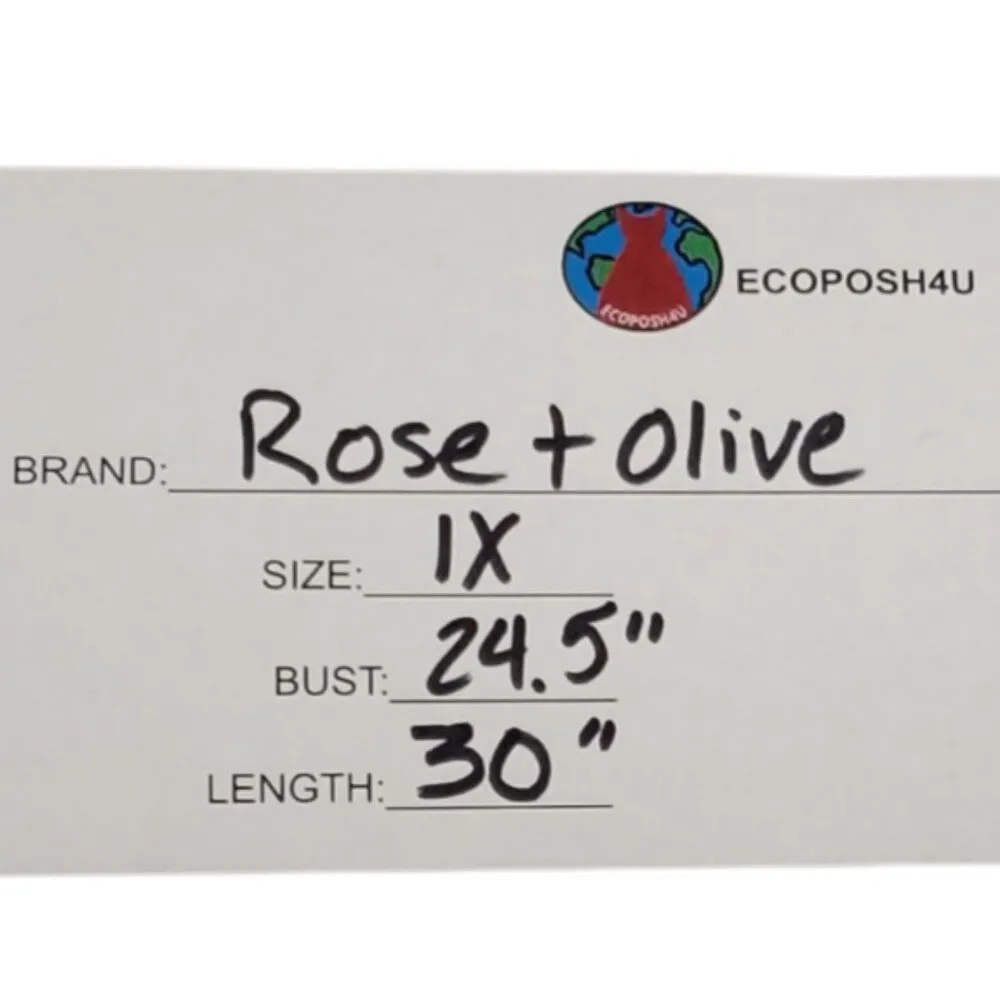 ECOPOSH4U
ECOPOSH4U
BRAND: Rose + Olive
SIZE: 1X
BUST: 24.5"
LENGTH: 30"